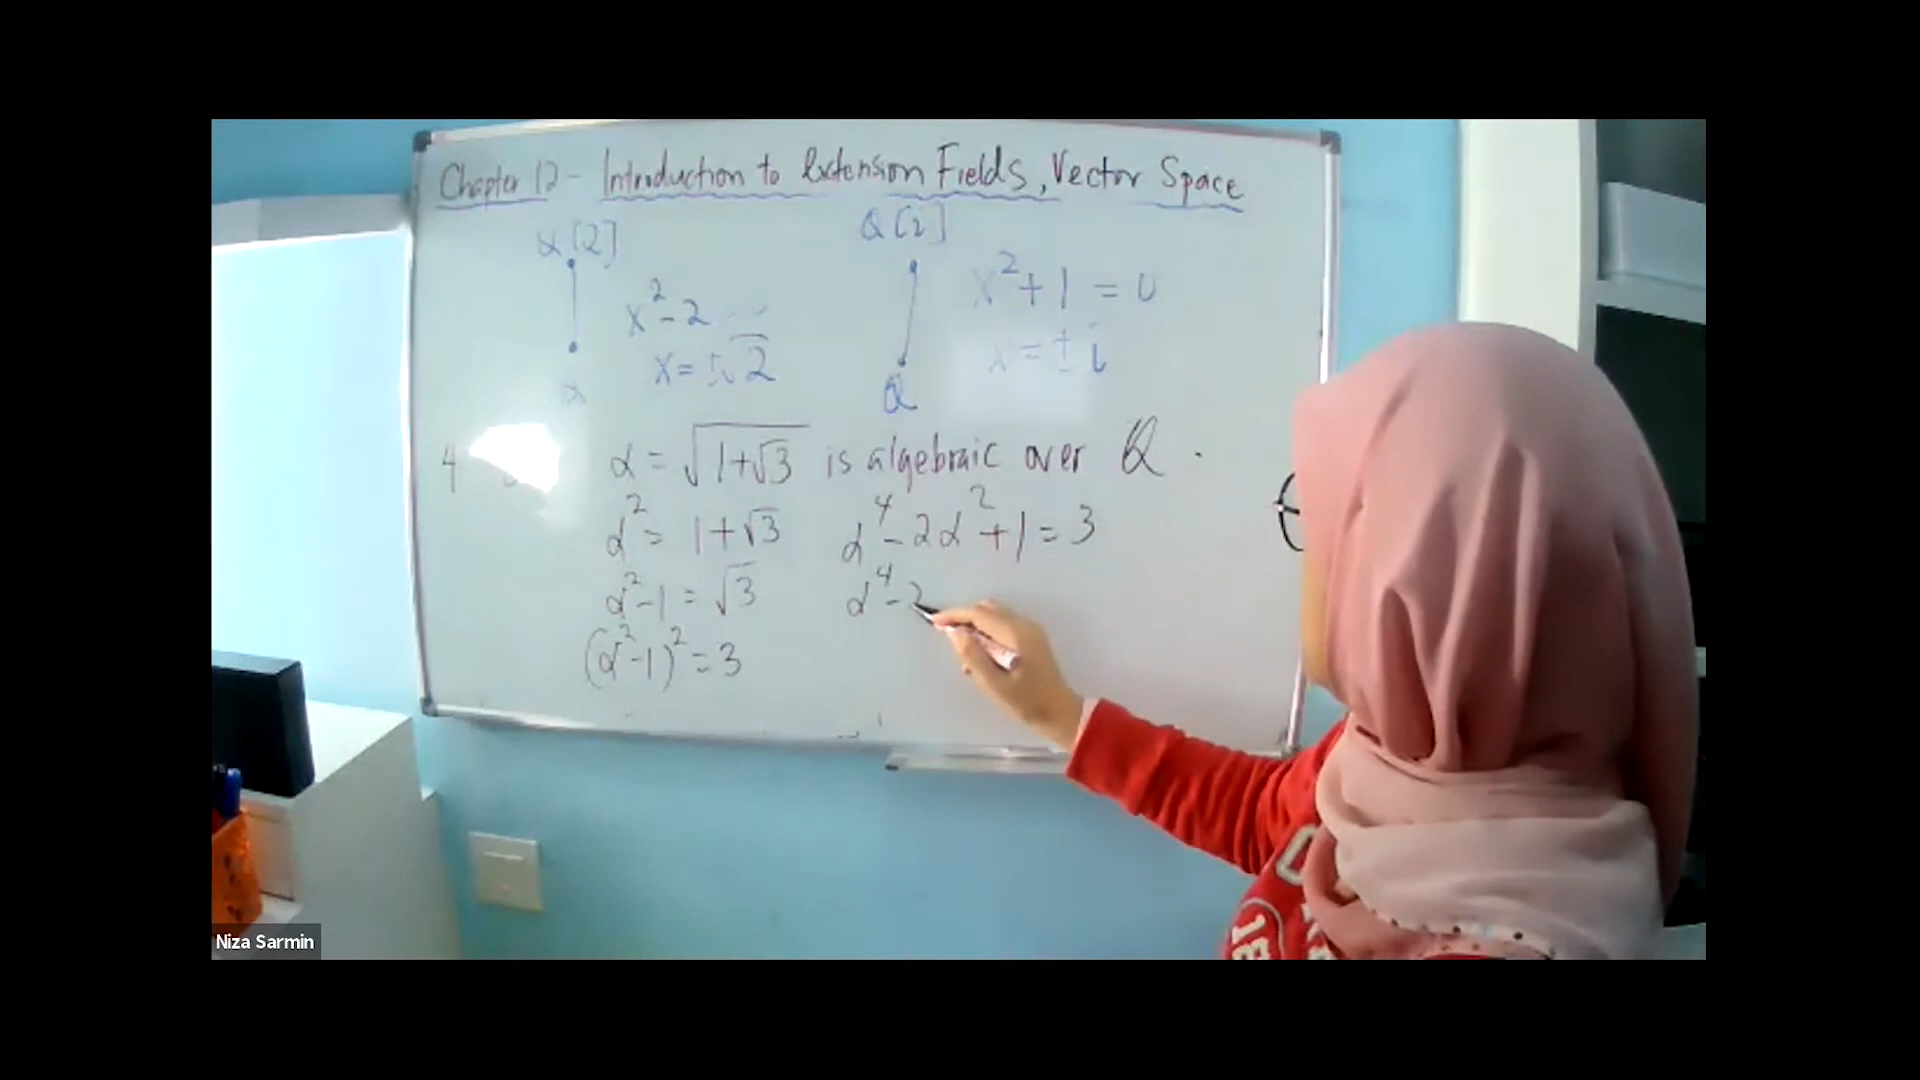 Chapter 12 - Introduction to Extension Fields, Vector Space
Q[2]
x² - 2
x = ±√2
Q
Q[i]
x² + 1 = 0
x = ± i
Q
4
α = √(1+√3) is algebraic over Q.
α² = 1 + √3
α² - 1 = √3
(α² - 1)² = 3
α⁴ - 2α² + 1 = 3
α⁴ - 2
Niza Sarmin